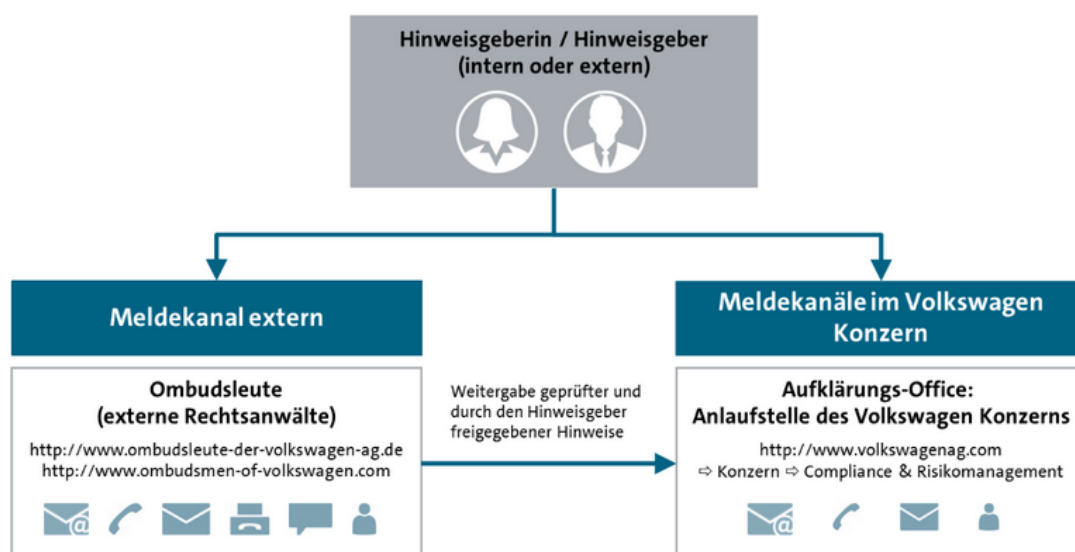 Hinweisgeberin / Hinweisgeber
(intern oder extern)
Meldekanal extern
Ombudsleute
(externe Rechtsanwälte)
http://www.ombudsleute-der-volkswagen-ag.de
http://www.ombudsmen-of-volkswagen.com
@
Weitergabe geprüfter und
durch den Hinweisgeber
freigegebener Hinweise
Meldekanäle im Volkswagen
Konzern
Aufklärungs-Office:
Anlaufstelle des Volkswagen Konzerns
http://www.volkswagenag.com
⇨ Konzern ⇨ Compliance & Risikomanagement
@